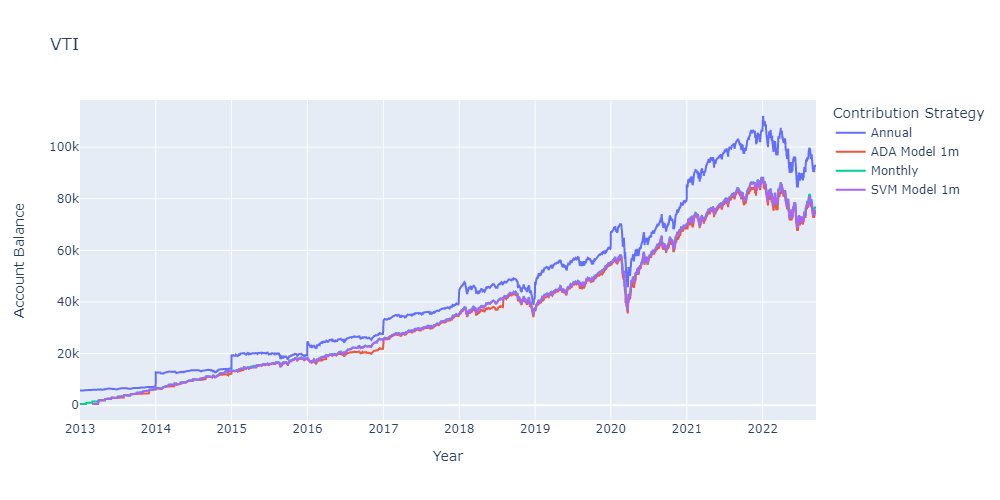 VTI
Contribution Strategy
Annual
ADA Model 1m
Monthly
SVM Model 1m
Account Balance
100k
80k
60k
40k
20k
0
2013 2014 2015 2016 2017 2018 2019 2020 2021 2022
Year